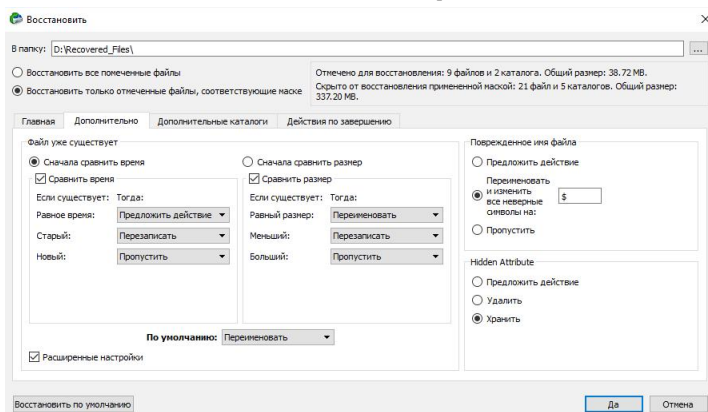 Восстановить
В папку: D:\Recovered_Files\ ...
Восстановить все помеченные файлы
Восстановить только отмеченные файлы, соответствующие маске
Отмечено для восстановления: 9 файлов и 2 каталога. Общий размер: 38.72 MB.
Скрыто от восстановления примененной маской: 21 файл и 5 каталогов. Общий размер:
337.20 MB.
Главная Дополнительно Дополнительные каталоги Действия по завершению
Файл уже существует
Сначала сравнить время Сначала сравнить размер
Сравнить время
Если существует: Тогда:
Равное время: Предложить действие
Старый: Перезаписать
Новый: Пропустить
Сравнить размер
Если существует: Тогда:
Равный размер: Переименовать
Меньший: Перезаписать
Больший: Пропустить
По умолчанию: Переименовать
Расширенные настройки
Поврежденное имя файла
Предложить действие
Переименовать
и изменить
все неверные
символы на:
$
Пропустить
Hidden Attribute
Предложить действие
Удалить
Хранить
Восстановить по умолчанию
Да Отмена